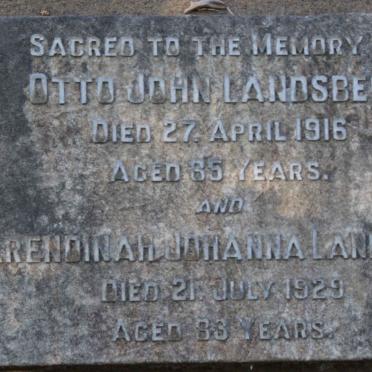 SACRED TO THE MEMORY
OTTO JOHN LANDSBE
DIED 27. APRIL 1916
AGED 85 YEARS.
AND
RENDINAH JOHANNA LAN
DIED 21. JULY 1929
AGED 83 YEARS.